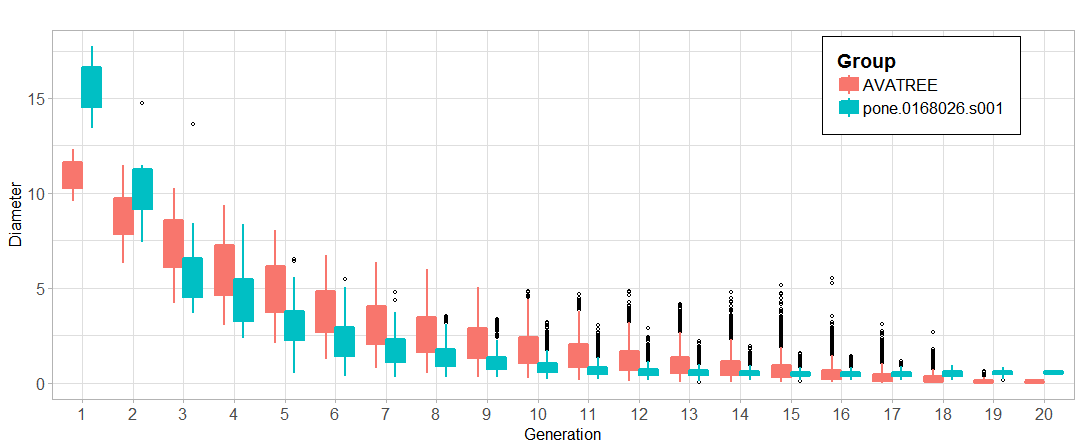 Group
AVATREE
pone.0168026.s001
15
10
5
0
Diameter
1 2 3 4 5 6 7 8 9 10 11 12 13 14 15 16 17 18 19 20
Generation